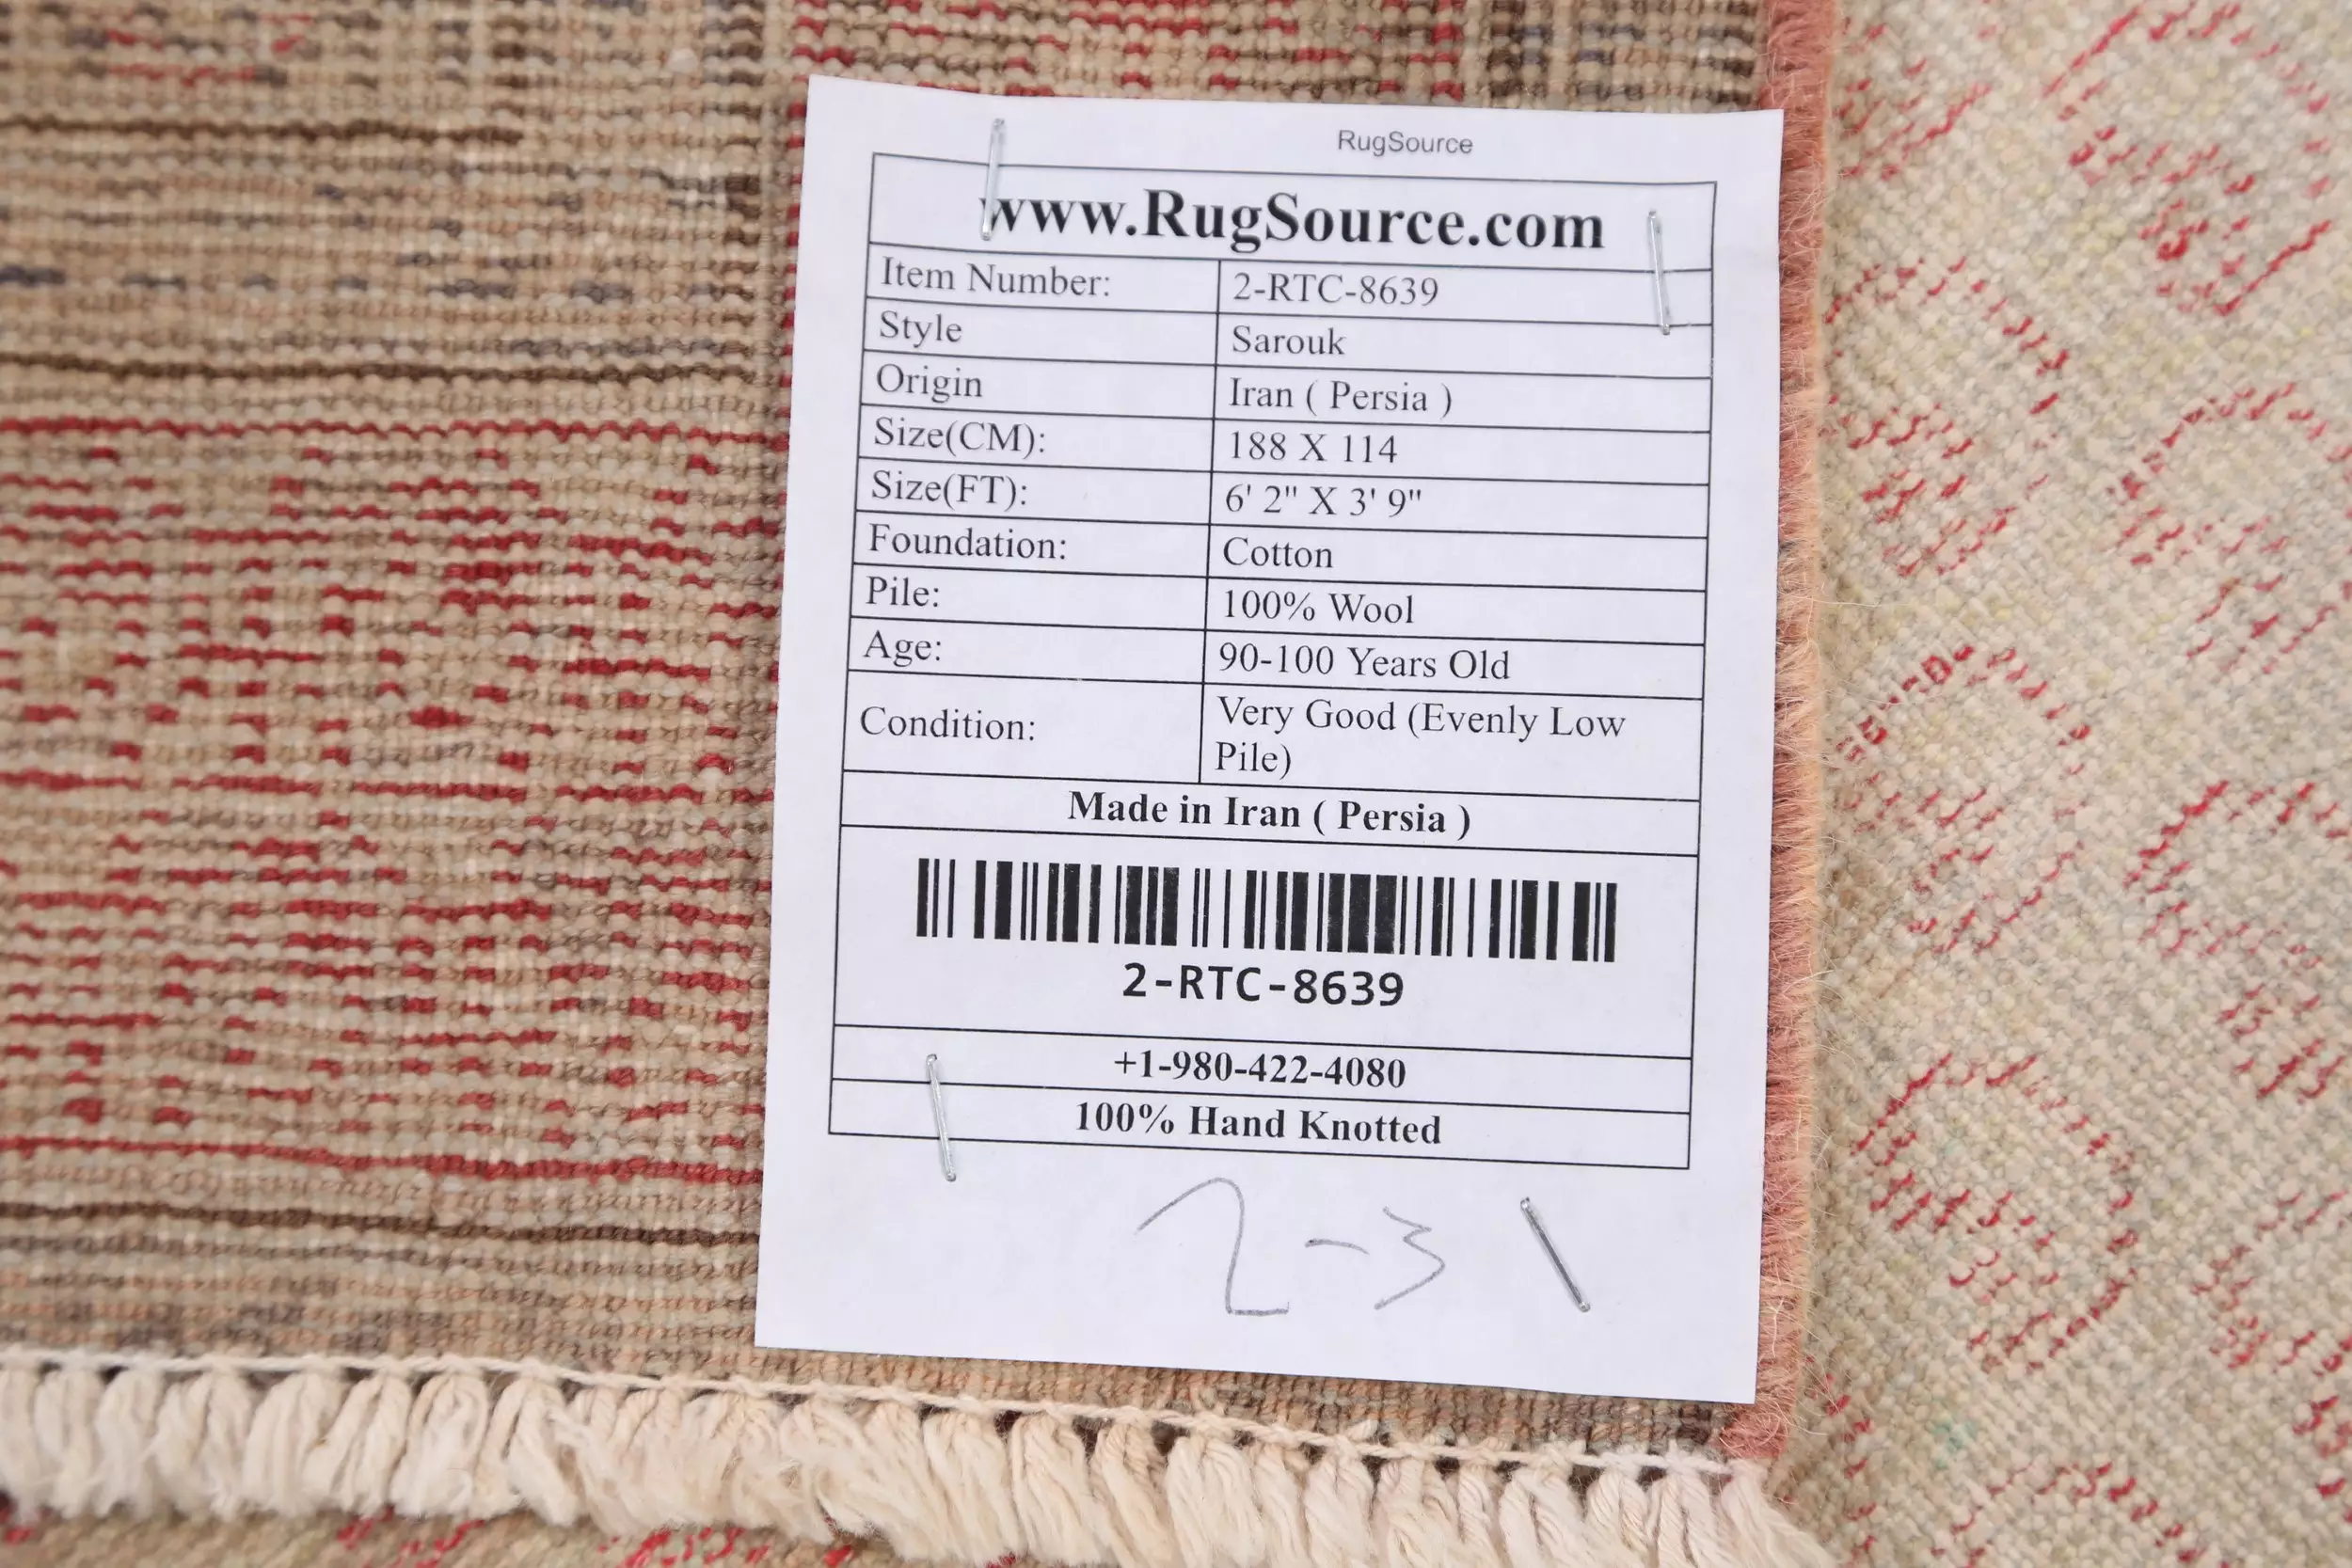 RugSource
www.RugSource.com
Item Number: 2-RTC-8639
Style Sarouk
Origin Iran ( Persia )
Size(CM): 188 X 114
Size(FT): 6' 2" X 3' 9"
Foundation: Cotton
Pile: 100% Wool
Age: 90-100 Years Old
Condition: Very Good (Evenly Low
Pile)
Made in Iran ( Persia )
2-RTC-8639
+1-980-422-4080
100% Hand Knotted
2-3